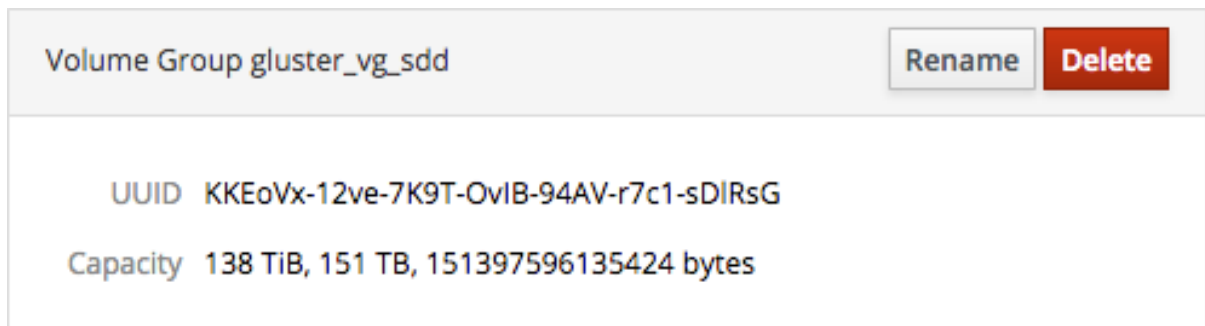 Volume Group gluster_vg_sdd
Rename
Delete
UUID KKEoVx-12ve-7K9T-OvIB-94AV-r7c1-sDlRsG
Capacity 138 TiB, 151 TB, 151397596135424 bytes